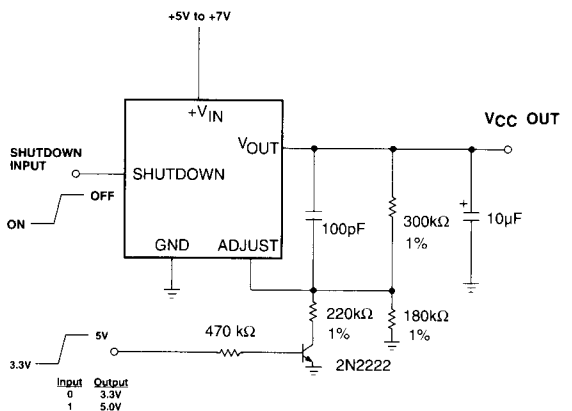 +5V to +7V
+VIN
VCC OUT
VOUT
SHUTDOWN
INPUT
SHUTDOWN
OFF
ON
+
100pF
300kΩ
1%
10µF
GND
ADJUST
470 kΩ
220kΩ
1%
180kΩ
1%
5V
3.3V
2N2222
Input Output
0 3.3V
1 5.0V